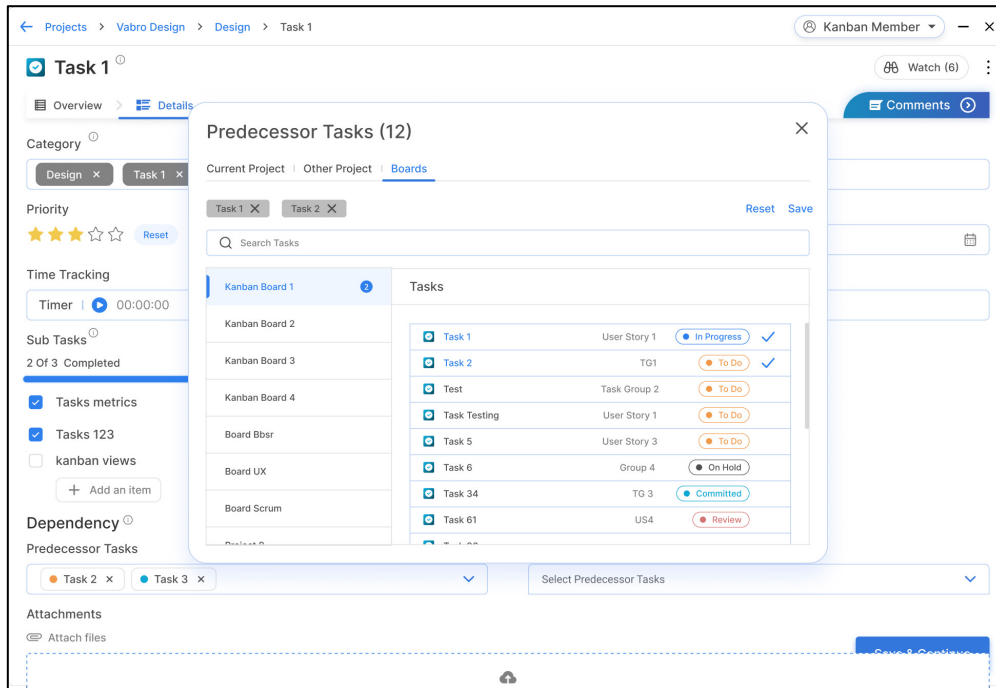 Projects > Vabro Design > Design > Task 1
Kanban Member
Task 1
Watch (6)
Overview > Details
Comments
Category
Design × Task 1 ×
Priority
Reset
Time Tracking
Timer 00:00:00
Sub Tasks
2 Of 3 Completed
Tasks metrics
Tasks 123
kanban views
+ Add an item
Dependency
Predecessor Tasks
Task 2 × Task 3 ×
Select Predecessor Tasks
Attachments
Attach files
Save & Continue
Predecessor Tasks (12)
Current Project | Other Project | Boards
Task 1 × Task 2 ×
Reset Save
Search Tasks
Kanban Board 1 2
Kanban Board 2
Kanban Board 3
Kanban Board 4
Board Bbsr
Board UX
Board Scrum
Tasks
Task 1 User Story 1 In Progress
Task 2 TG1 To Do
Test Task Group 2 To Do
Task Testing User Story 1 To Do
Task 5 User Story 3 To Do
Task 6 Group 4 On Hold
Task 34 TG 3 Committed
Task 61 US4 Review